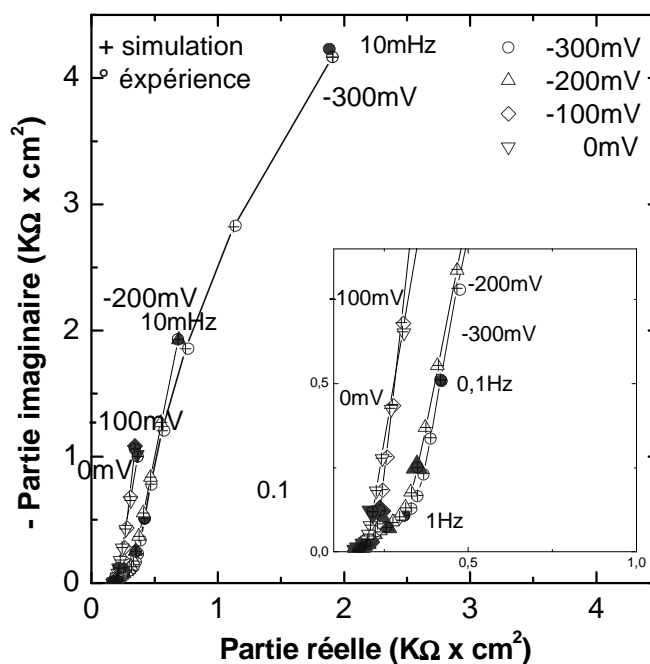 + simulation
° éxpérience
10mHz
-300mV
-300mV
-200mV
-100mV
0mV
-200mV
10mHz
-100mV
0mV
0.1
-100mV
0mV
-200mV
-300mV
0,1Hz
1Hz
0,5
0,0
0,5
1,0
4
3
2
1
0
0 1 2 3 4
- Partie imaginaire (KΩ x cm²)
Partie réelle (KΩ x cm²)